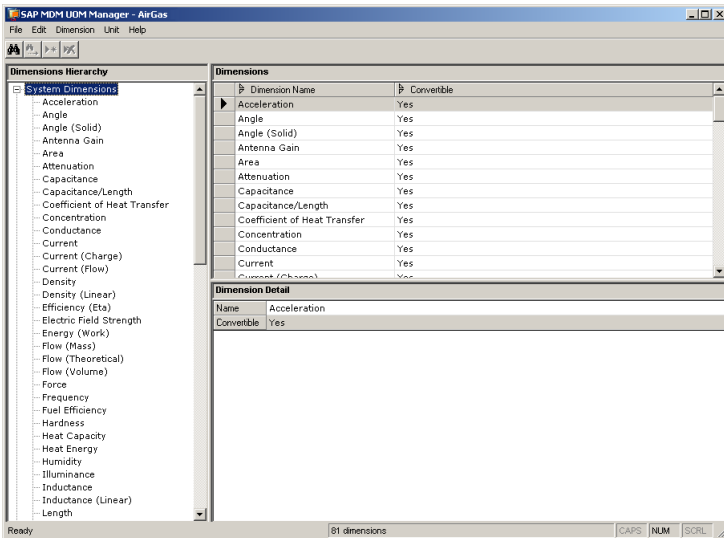 SAP MDM UOM Manager - AirGas
File Edit Dimension Unit Help
Dimensions Hierarchy
System Dimensions
Acceleration
Angle
Angle (Solid)
Antenna Gain
Area
Attenuation
Capacitance
Capacitance/Length
Coefficient of Heat Transfer
Concentration
Conductance
Current
Current (Charge)
Current (Flow)
Density
Density (Linear)
Efficiency (Eta)
Electric Field Strength
Energy (Work)
Flow (Mass)
Flow (Theoretical)
Flow (Volume)
Force
Frequency
Fuel Efficiency
Hardness
Heat Capacity
Heat Energy
Humidity
Illuminance
Inductance
Inductance (Linear)
Length
Dimensions
Dimension Name Convertible
Acceleration Yes
Angle Yes
Angle (Solid) Yes
Antenna Gain Yes
Area Yes
Attenuation Yes
Capacitance Yes
Capacitance/Length Yes
Coefficient of Heat Transfer Yes
Concentration Yes
Conductance Yes
Current Yes
Current (Charge) Yes
Dimension Detail
Name Acceleration
Convertible Yes
Ready 81 dimensions CAPS NUM SCRL